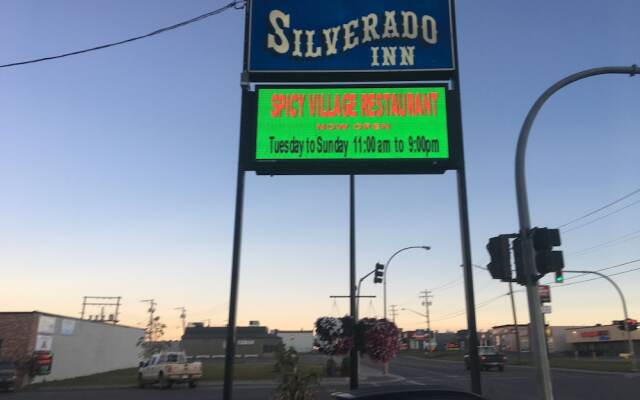 SILVERADO
INN
SPICY VILLAGE RESTAURANT
NOW OPEN
Tuesday to Sunday 11:00 am to 9:00pm